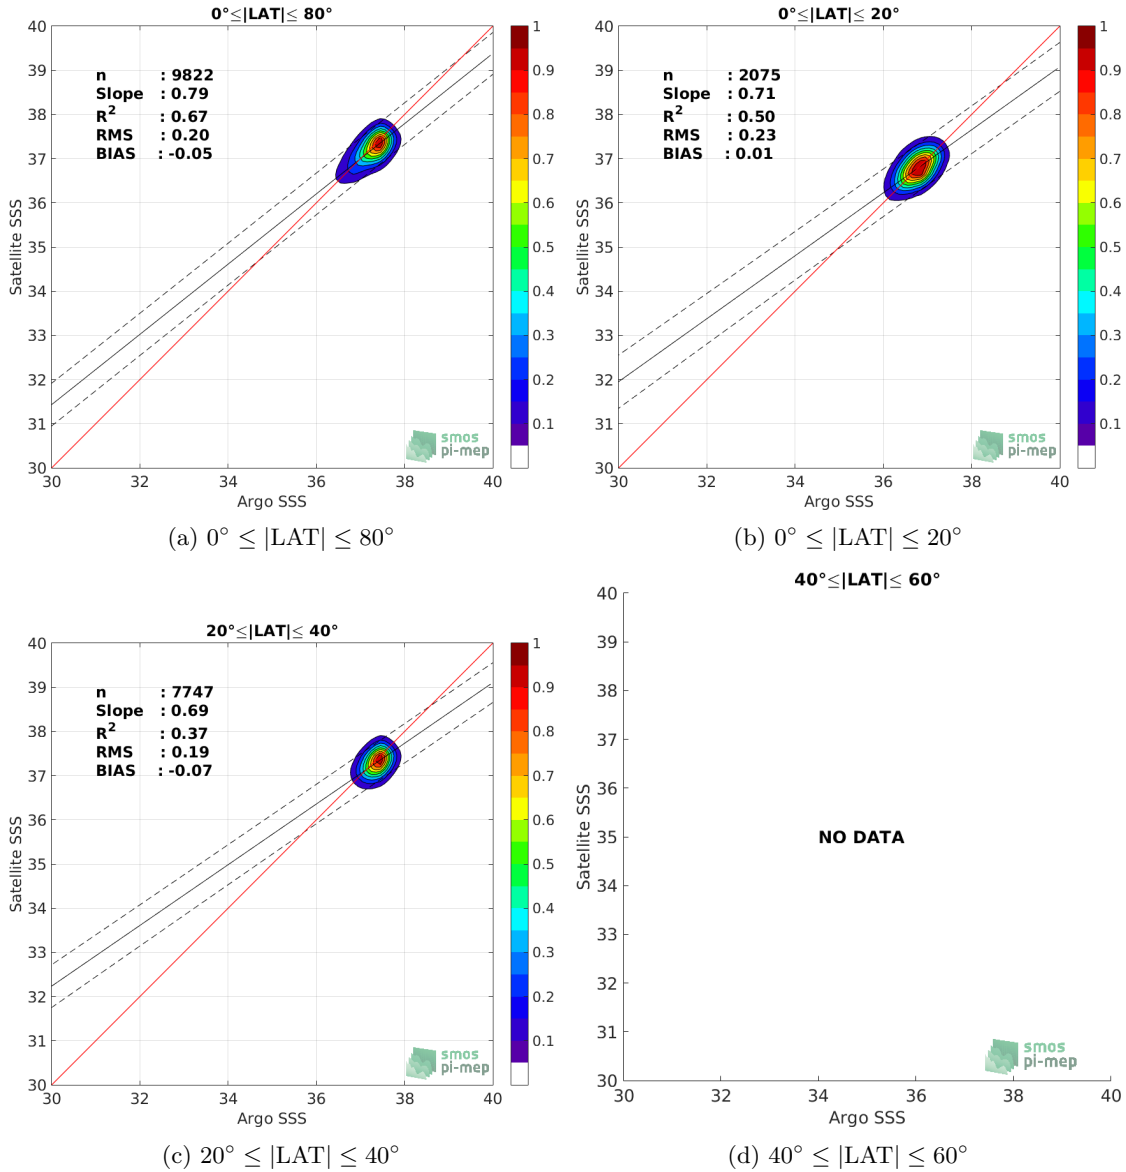 0°≤|LAT|≤ 80°
40
39
38
37
36
35
34
33
32
31
30
Satellite SSS
n : 9822
Slope : 0.79
R² : 0.67
RMS : 0.20
BIAS : -0.05
smos
pi-mep
30 32 34 36 38 40
Argo SSS
1
0.9
0.8
0.7
0.6
0.5
0.4
0.3
0.2
0.1
(a) 0° ≤ |LAT| ≤ 80°
0°≤|LAT|≤ 20°
40
39
38
37
36
35
34
33
32
31
30
Satellite SSS
n : 2075
Slope : 0.71
R² : 0.50
RMS : 0.23
BIAS : 0.01
smos
pi-mep
30 32 34 36 38 40
Argo SSS
1
0.9
0.8
0.7
0.6
0.5
0.4
0.3
0.2
0.1
(b) 0° ≤ |LAT| ≤ 20°
20°≤|LAT|≤ 40°
40
39
38
37
36
35
34
33
32
31
30
Satellite SSS
n : 7747
Slope : 0.69
R² : 0.37
RMS : 0.19
BIAS : -0.07
smos
pi-mep
30 32 34 36 38 40
Argo SSS
1
0.9
0.8
0.7
0.6
0.5
0.4
0.3
0.2
0.1
(c) 20° ≤ |LAT| ≤ 40°
40°≤|LAT|≤ 60°
40
39
38
37
36
35
34
33
32
31
30
Satellite SSS
NO DATA
smos
pi-mep
30 32 34 36 38 40
Argo SSS
(d) 40° ≤ |LAT| ≤ 60°